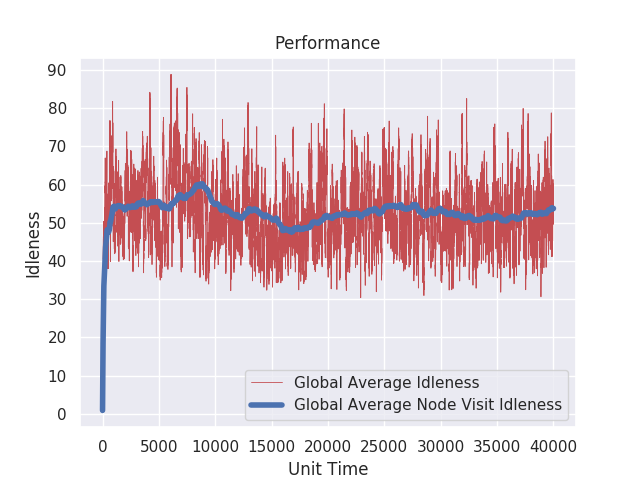 Performance
90
80
70
60
50
40
30
20
10
0
Idleness
Global Average Idleness
Global Average Node Visit Idleness
0 5000 10000 15000 20000 25000 30000 35000 40000
Unit Time